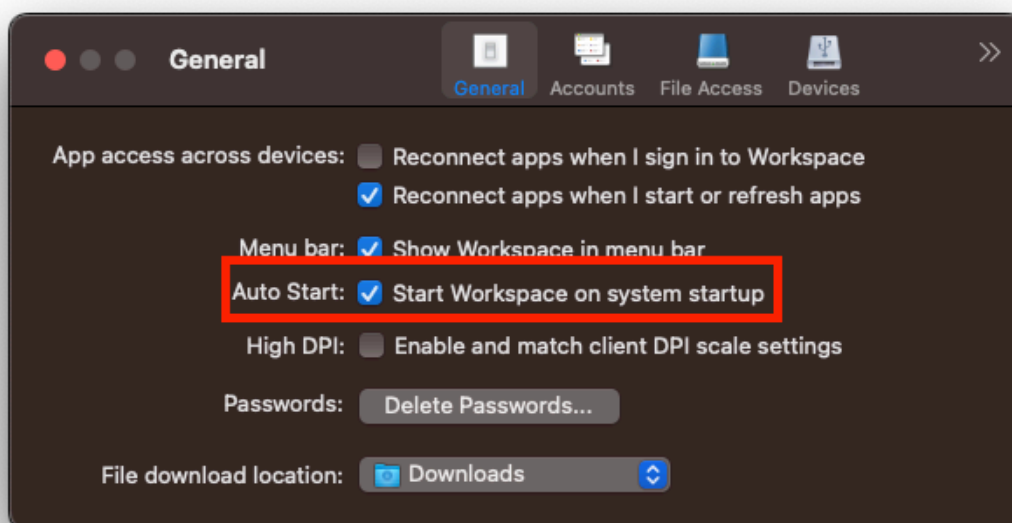 General
General Accounts File Access Devices
App access across devices: Reconnect apps when I sign in to Workspace
Reconnect apps when I start or refresh apps
Menu bar: Show Workspace in menu bar
Auto Start: Start Workspace on system startup
High DPI: Enable and match client DPI scale settings
Passwords: Delete Passwords...
File download location: Downloads